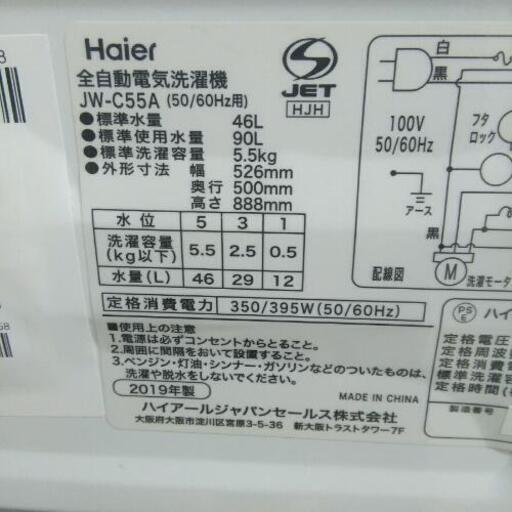 Haier
全自動電気洗濯機
JW-C55A (50/60Hz用)
S
JET
HJH
●標準水量 46L
●標準使用水量 90L
●標準洗濯容量 5.5kg
●外形寸法 幅 526mm
奥行 500mm
高さ 888mm
水位 5 3 1
洗濯容量(kg以下) 5.5 2.5 0.5
水量(L) 46 29 12
定格消費電力 350/395W(50/60Hz)
■使用上の注意
1.電源は必ずコンセントからとること。
2.周囲に間隔をおいて設置すること。
3.ベンジン・灯油・シンナー・ガソリンなどのついたものは、
洗濯や脱水をしないでください。
2019年製
MADE IN CHINA
ハイアールジャパンセールス株式会社
大阪府大阪市淀川区宮原3-5-36 新大阪トラストタワー7F
白
黒
100V
50/60Hz
フタ
ロック
アース
黒
M
配線図
洗濯モータ
PS
E
ハイ
定格電圧
定格周波
定格消費
標準洗濯
定格時間
製造番号
8